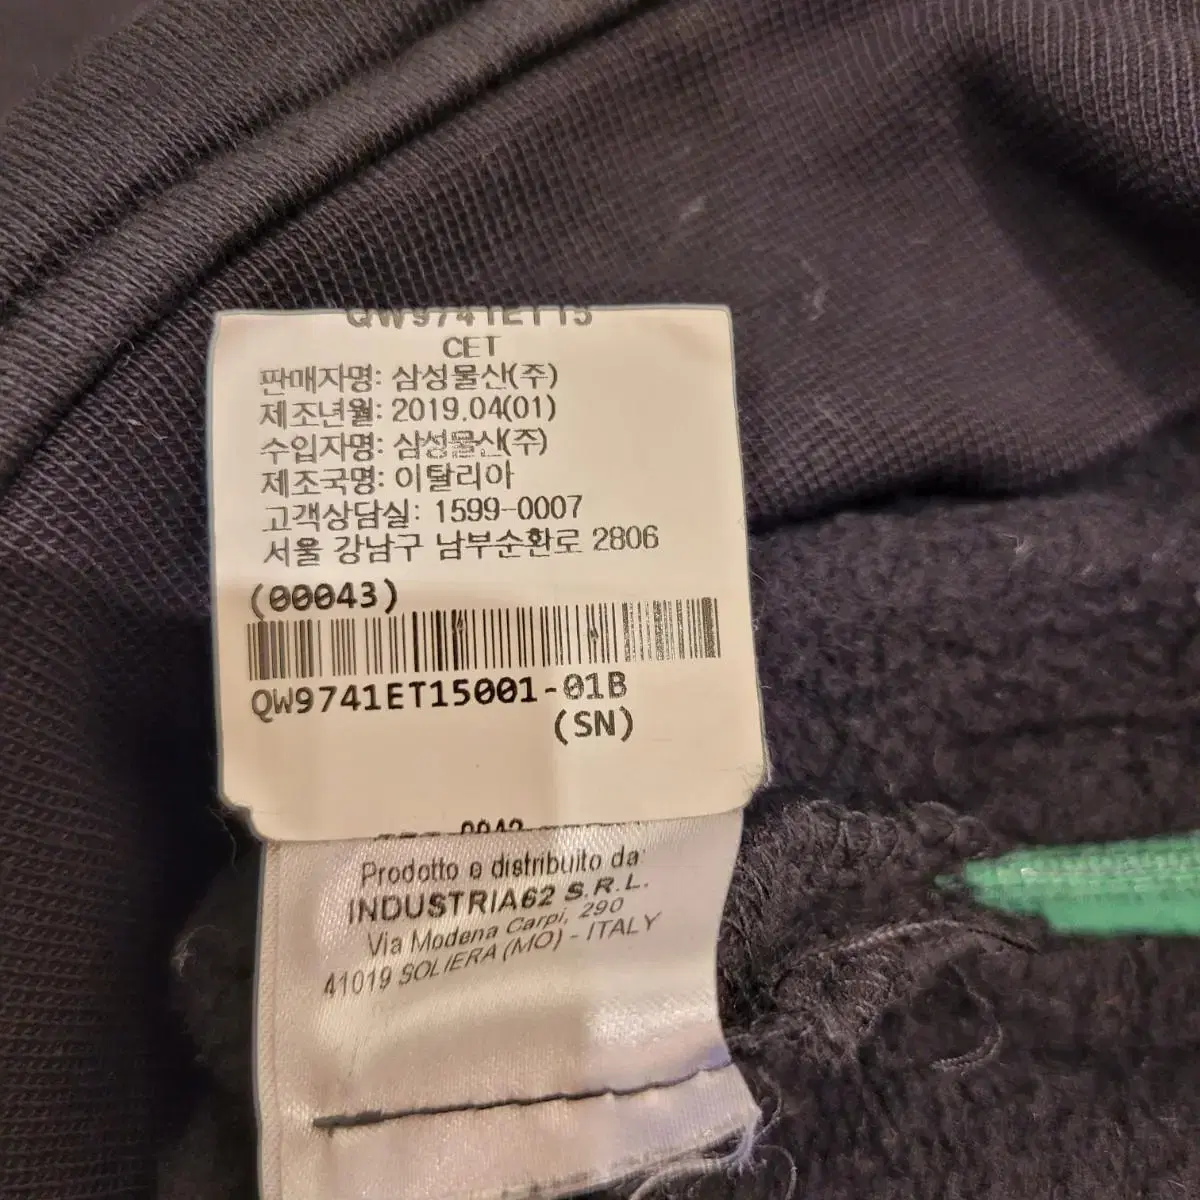 QW9741ET15
CET
판매자명: 삼성물산(주)
제조년월: 2019.04(01)
수입자명: 삼성물산(주)
제조국명: 이탈리아
고객상담실: 1599-0007
서울 강남구 남부순환로 2806
(00043)
QW9741ET15001-01B
(SN)
Prodotto e distribuito da:
INDUSTRIA62 S.R.L.
Via Modena Carpi, 290
41019 SOLIERA (MO) - ITALY